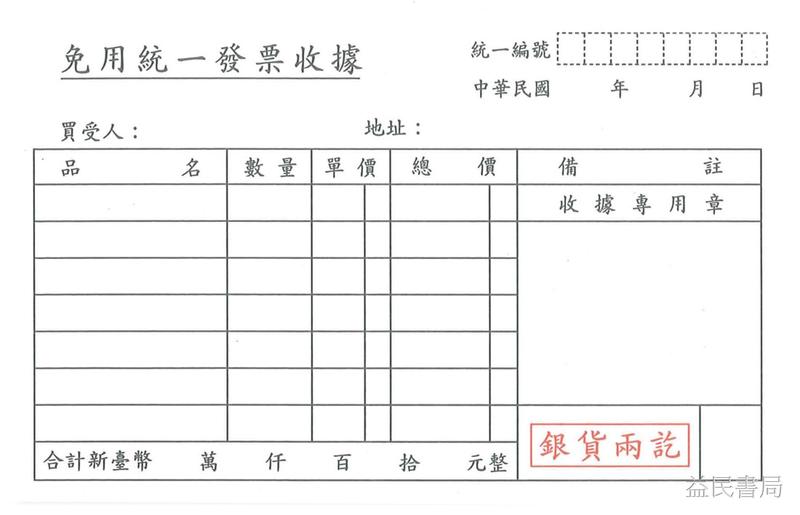 免用統一發票收據
統一編號
中華民國 年 月 日
買受人： 地址：
品名 數量 單價 總價 備註
收據專用章
銀貨兩訖
合計新臺幣 萬 仟 百 拾 元整
益民書局